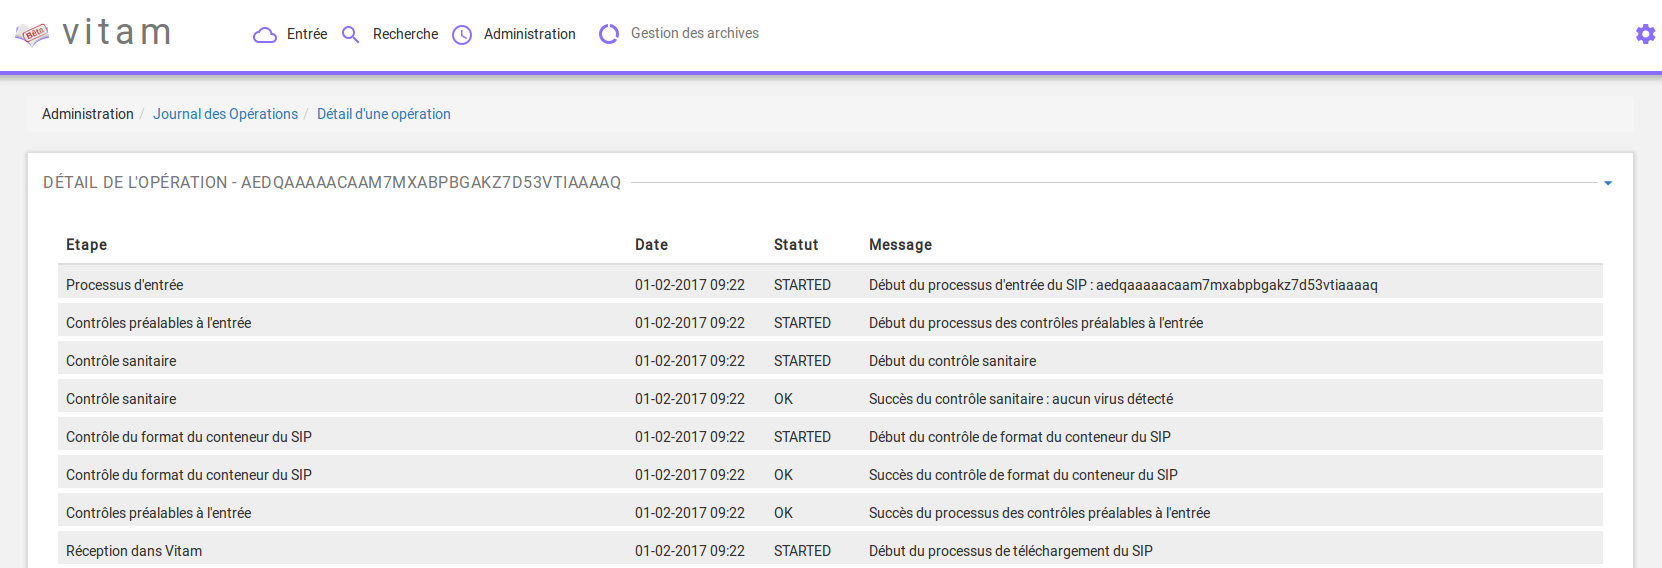 Bêta vitam Entrée Recherche Administration Gestion des archives
Administration / Journal des Opérations / Détail d'une opération
DÉTAIL DE L'OPÉRATION - AEDQAAAAACAAM7MXABPBGAKZ7D53VTIAAAAQ
Etape Date Statut Message
Processus d'entrée 01-02-2017 09:22 STARTED Début du processus d'entrée du SIP : aedqaaaaacaam7mxabpbgakz7d53vtiaaaaq
Contrôles préalables à l'entrée 01-02-2017 09:22 STARTED Début du processus des contrôles préalables à l'entrée
Contrôle sanitaire 01-02-2017 09:22 STARTED Début du contrôle sanitaire
Contrôle sanitaire 01-02-2017 09:22 OK Succès du contrôle sanitaire : aucun virus détecté
Contrôle du format du conteneur du SIP 01-02-2017 09:22 STARTED Début du contrôle de format du conteneur du SIP
Contrôle du format du conteneur du SIP 01-02-2017 09:22 OK Succès du contrôle de format du conteneur du SIP
Contrôles préalables à l'entrée 01-02-2017 09:22 OK Succès du processus des contrôles préalables à l'entrée
Réception dans Vitam 01-02-2017 09:22 STARTED Début du processus de téléchargement du SIP